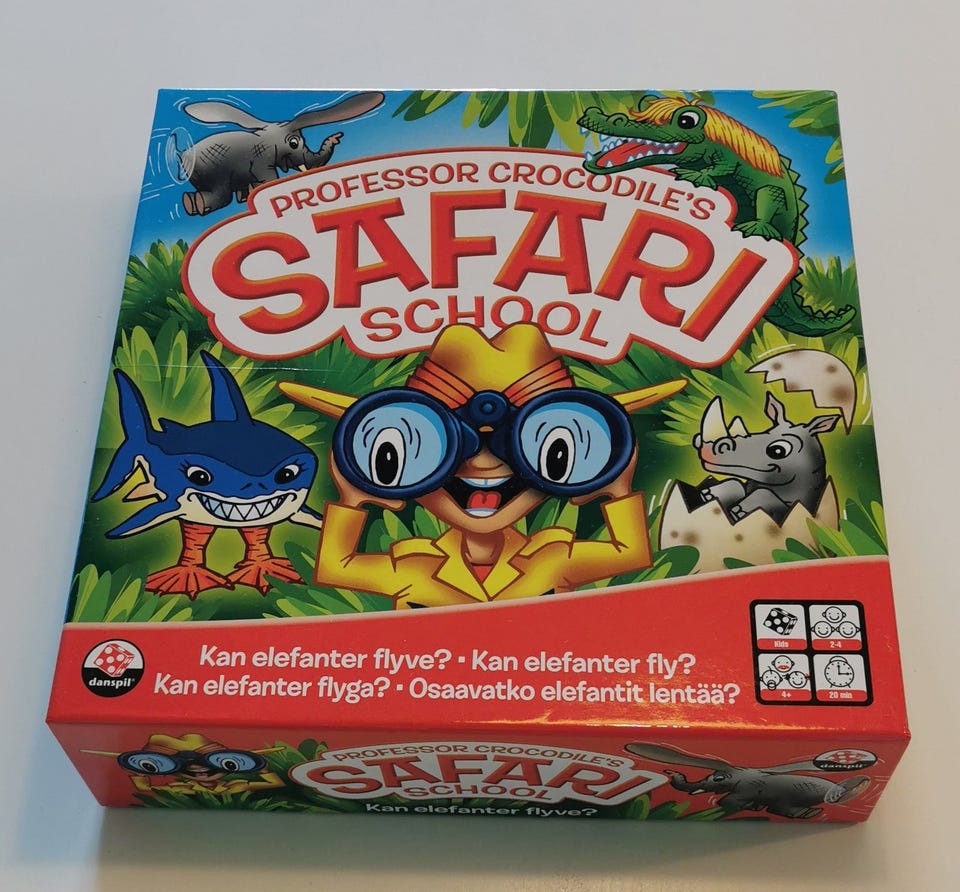 PROFESSOR CROCODILE'S
SAFARI
SCHOOL
Kan elefanter flyve? • Kan elefanter fly?
Kan elefanter flyga? • Osaavatko elefantit lentää?
danspil®
Kids
2-4
4+
20 min
PROFESSOR CROCODILE'S
SAFARI
SCHOOL
Kan elefanter flyve?
danspil